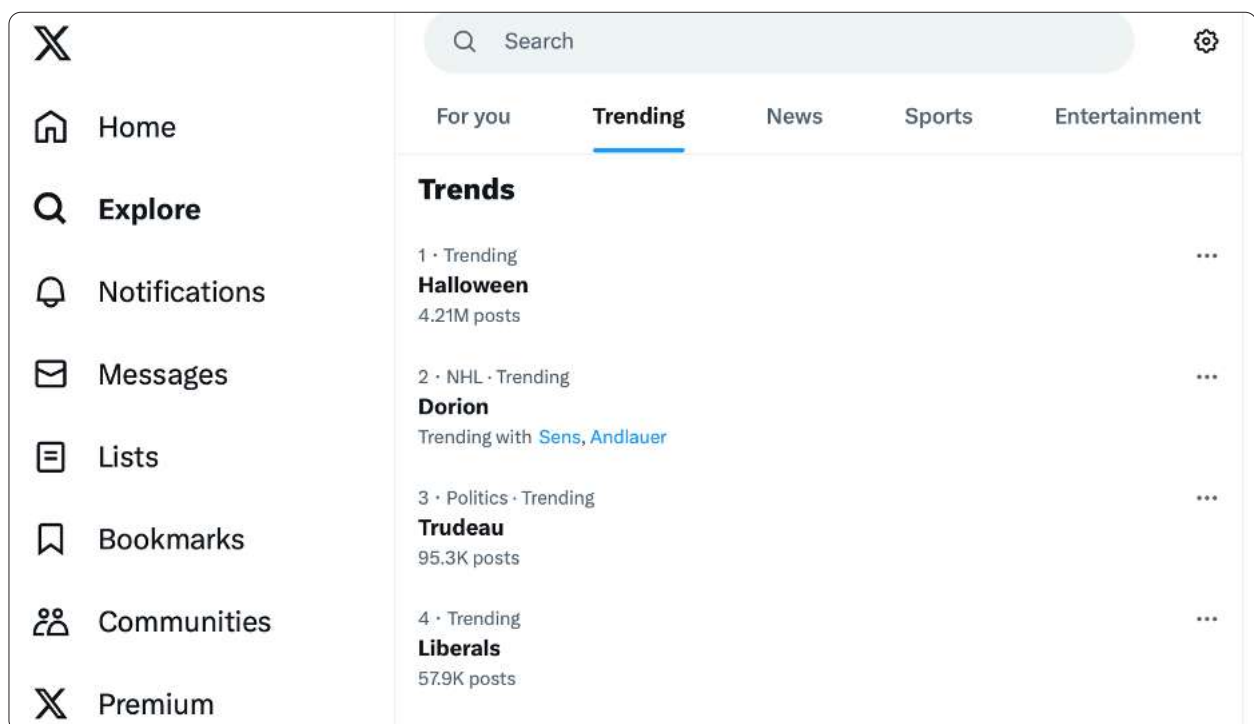 Home
Explore
Notifications
Messages
Lists
Bookmarks
Communities
Premium
Search
For you Trending News Sports Entertainment
Trends
1 · Trending
Halloween
4.21M posts
2 · NHL · Trending
Dorion
Trending with Sens, Andlauer
3 · Politics · Trending
Trudeau
95.3K posts
4 · Trending
Liberals
57.9K posts